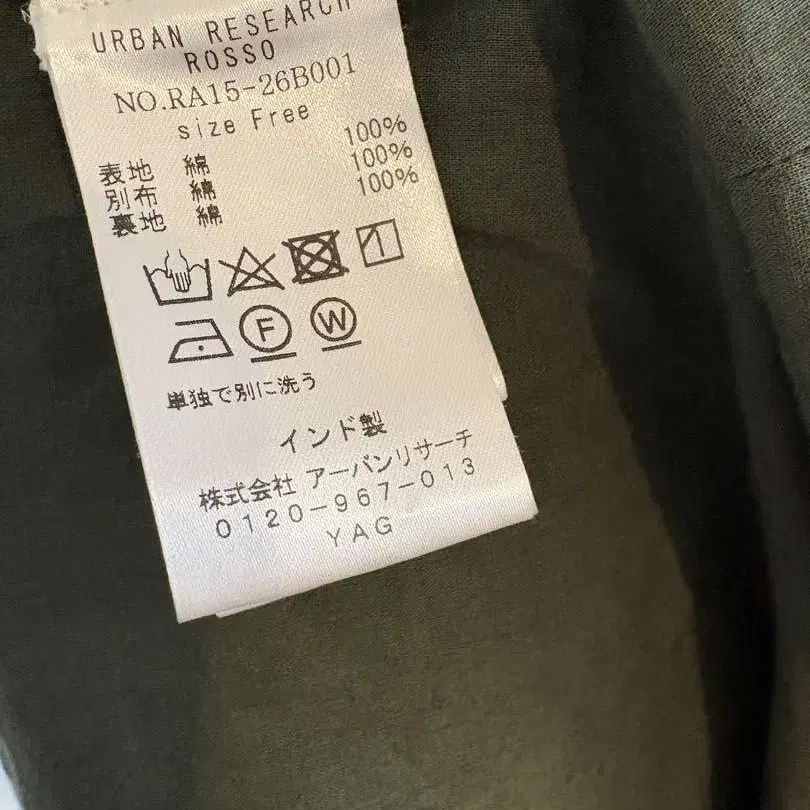 URBAN RESEARCH
ROSSO
NO.RA15-26B001
size Free
表地 綿 100%
別布 綿 100%
裏地 綿 100%
F W
単独で別に洗う
インド製
株式会社 アーバンリサーチ
0120-967-013
YAG